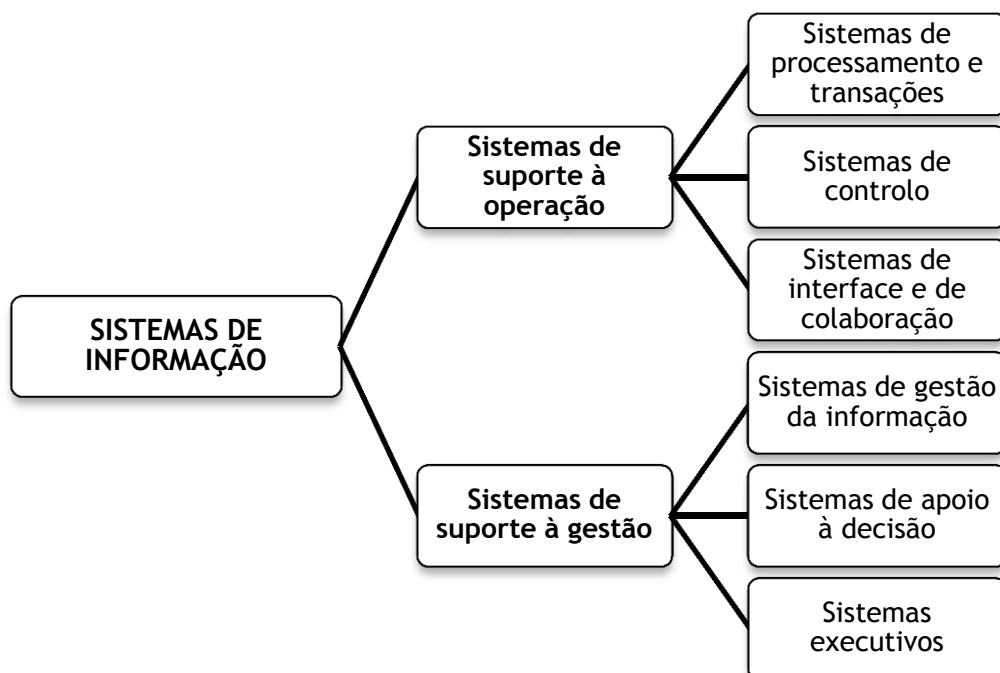 Sistemas de
processamento e
transações
Sistemas de
suporte à
operação
Sistemas de
controlo
Sistemas de
interface e de
colaboração
SISTEMAS DE
INFORMAÇÃO
Sistemas de gestão
da informação
Sistemas de
suporte à gestão
Sistemas de apoio
à decisão
Sistemas
executivos